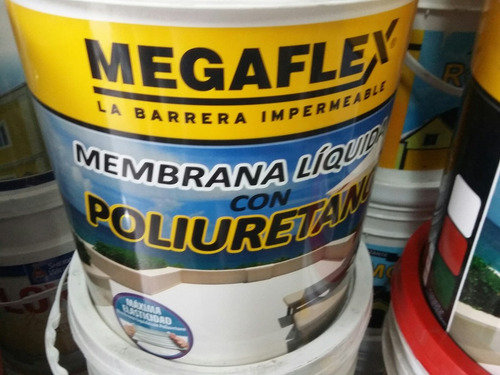 MEGAFLEX
LA BARRERA IMPERMEABLE
MEMBRANA LÍQUIDA
CON
POLIURETANO
MÁXIMA
ELASTICIDAD